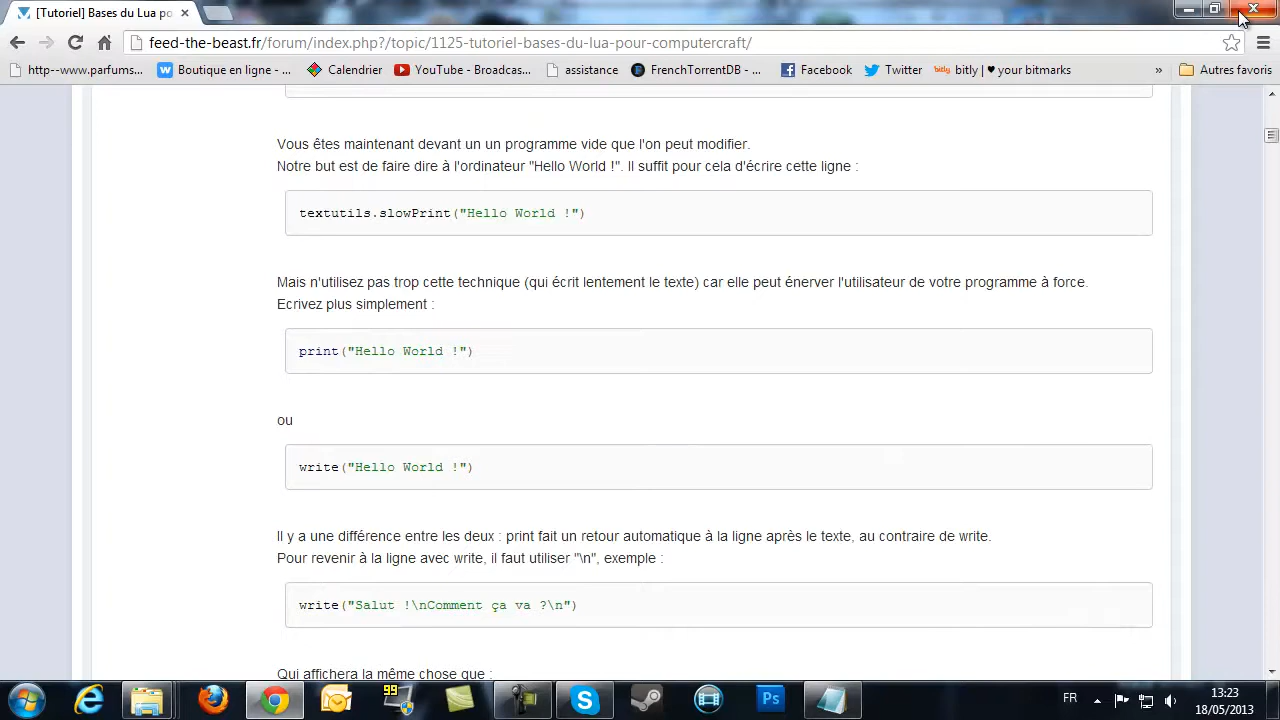 [Tutoriel] Bases du Lua po
feed-the-beast.fr/forum/index.php?/topic/1125-tutoriel-bases-du-lua-pour-computercraft/
http--www.parfums...
Boutique en ligne - ...
Calendrier
YouTube - Broadcas...
assistance
FrenchTorrentDB - ...
Facebook
Twitter
bitly
bitly | ♥ your bitmarks
»
Autres favoris
Vous êtes maintenant devant un un programme vide que l'on peut modifier.
Notre but est de faire dire à l'ordinateur "Hello World !". Il suffit pour cela d'écrire cette ligne :
textutils.slowPrint("Hello World !")
Mais n'utilisez pas trop cette technique (qui écrit lentement le texte) car elle peut énerver l'utilisateur de votre programme à force.
Ecrivez plus simplement :
print("Hello World !")
ou
write("Hello World !")
Il y a une différence entre les deux : print fait un retour automatique à la ligne après le texte, au contraire de write.
Pour revenir à la ligne avec write, il faut utiliser "\n", exemple :
write("Salut !\nComment ça va ?\n")
Qui affichera la même chose que :
99
Ps
FR
13:23
18/05/2013